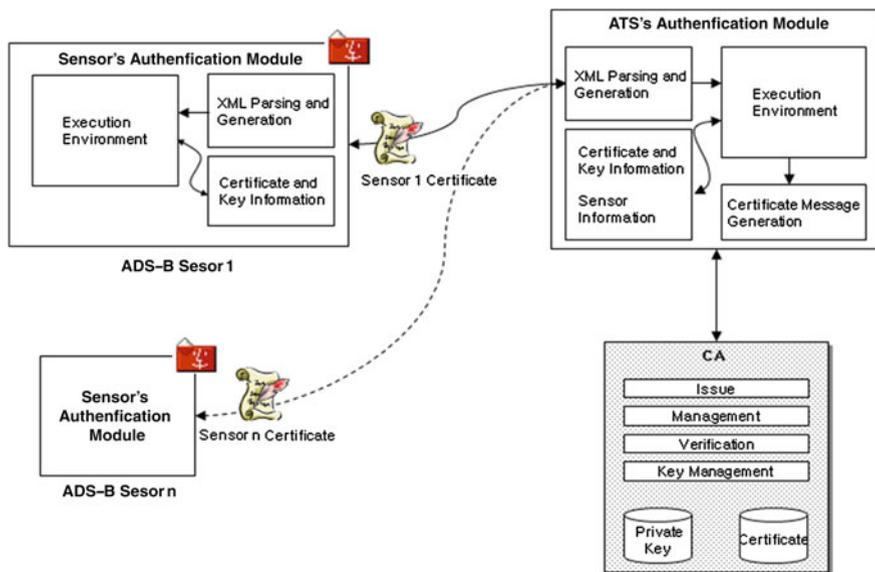 Sensor's Authenfication Module
Execution
Environment
XML Parsing and
Generation
Certificate and
Key Information
ADS-B Sesor 1
Sensor 1 Certificate
ATS's Authenfication Module
XML Parsing and
Generation
Execution
Environment
Certificate and
Key Information
Sensor
Information
Certificate Message
Generation
Sensor's
Authenfication
Module
ADS-B Sesor n
Sensor n Certificate
CA
Issue
Management
Verification
Key Management
Private
Key
Certificate